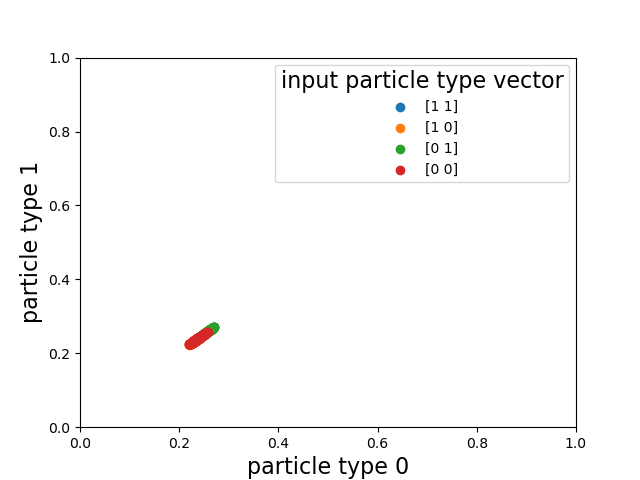 input particle type vector
[1 1]
[1 0]
[0 1]
[0 0]
particle type 1
1.0
0.8
0.6
0.4
0.2
0.0
0.0 0.2 0.4 0.6 0.8 1.0
particle type 0